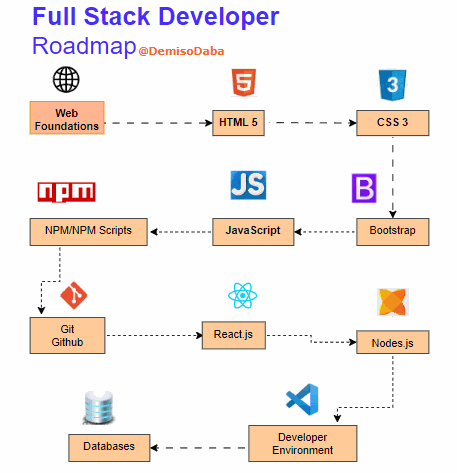 Full Stack Developer
Roadmap @DemisoDaba
Web
Foundations
5
HTML 5
3
CSS 3
npm
JS
B
NPM/NPM Scripts
JavaScript
Bootstrap
Git
Github
React.js
Nodes.js
Databases
Developer
Environment